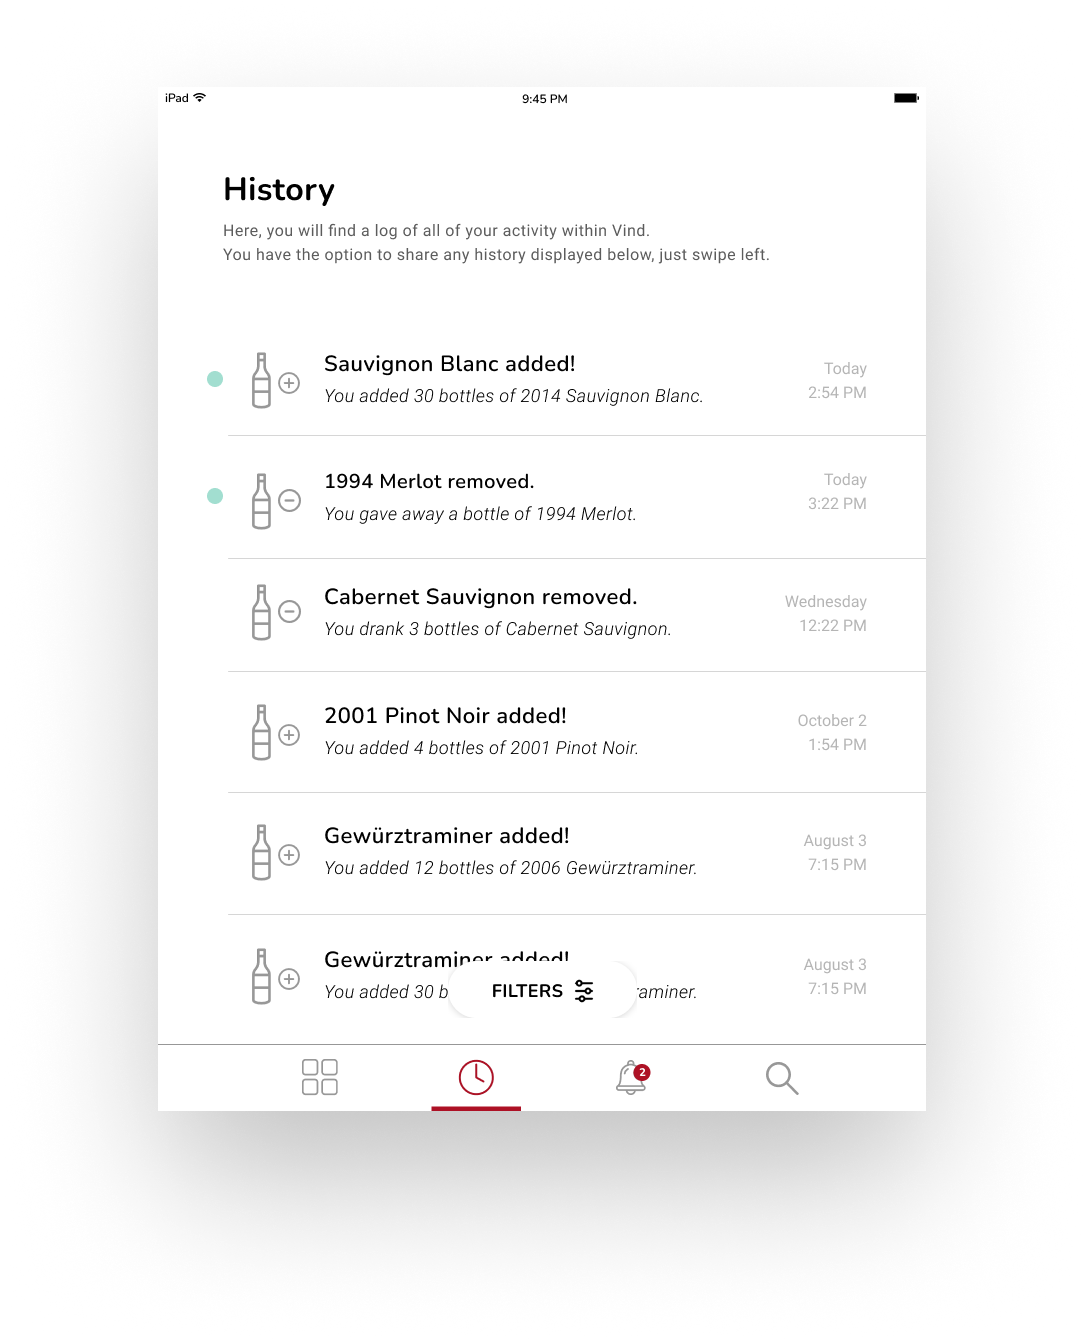 iPad
9:45 PM
History
Here, you will find a log of all of your activity within Vind.
You have the option to share any history displayed below, just swipe left.
Sauvignon Blanc added!
You added 30 bottles of 2014 Sauvignon Blanc.
Today
2:54 PM
1994 Merlot removed.
You gave away a bottle of 1994 Merlot.
Today
3:22 PM
Cabernet Sauvignon removed.
You drank 3 bottles of Cabernet Sauvignon.
Wednesday
12:22 PM
2001 Pinot Noir added!
You added 4 bottles of 2001 Pinot Noir.
October 2
1:54 PM
Gewürztraminer added!
You added 12 bottles of 2006 Gewürztraminer.
August 3
7:15 PM
Gewürztraminer added!
You added 30 b
raminer.
August 3
7:15 PM
FILTERS
2